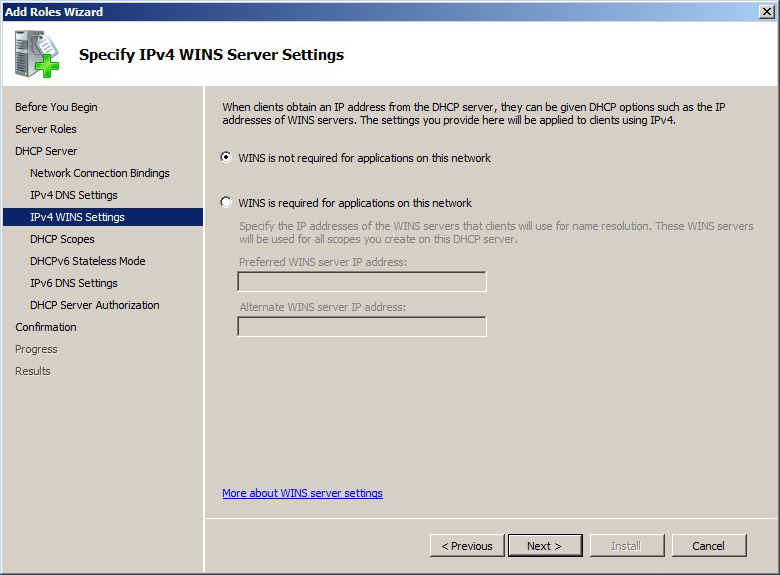 Add Roles Wizard
Specify IPv4 WINS Server Settings
Before You Begin
Server Roles
DHCP Server
Network Connection Bindings
IPv4 DNS Settings
IPv4 WINS Settings
DHCP Scopes
DHCPv6 Stateless Mode
IPv6 DNS Settings
DHCP Server Authorization
Confirmation
Progress
Results
When clients obtain an IP address from the DHCP server, they can be given DHCP options such as the IP
addresses of WINS servers. The settings you provide here will be applied to clients using IPv4.
WINS is not required for applications on this network
WINS is required for applications on this network
Specify the IP addresses of the WINS servers that clients will use for name resolution. These WINS servers
will be used for all scopes you create on this DHCP server.
Preferred WINS server IP address:
Alternate WINS server IP address:
More about WINS server settings
< Previous
Next >
Install
Cancel